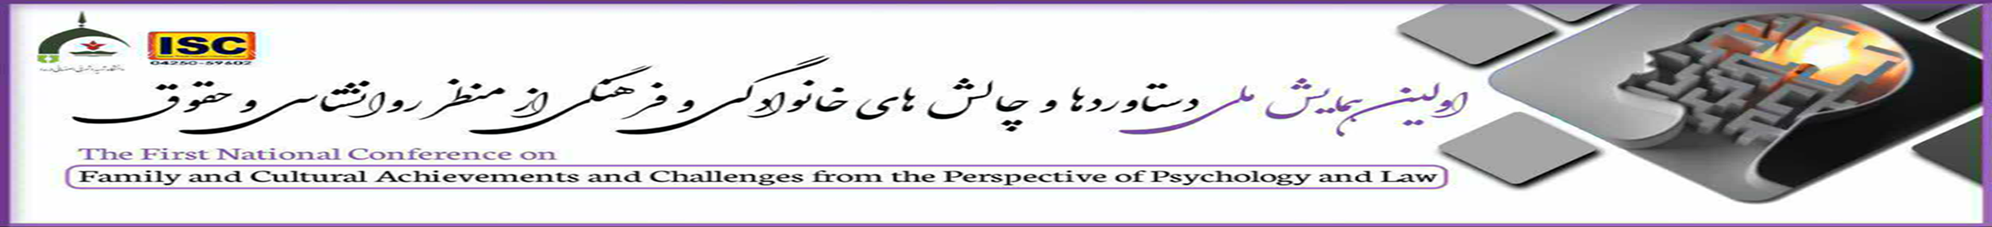 ISC
04250-59602
اولین همایش ملی دستاوردها و چالش های خانوادگی و فرهنگی از منظر روانشناسی و حقوق
The First National Conference on
Family and Cultural Achievements and Challenges from the Perspective of Psychology and Law